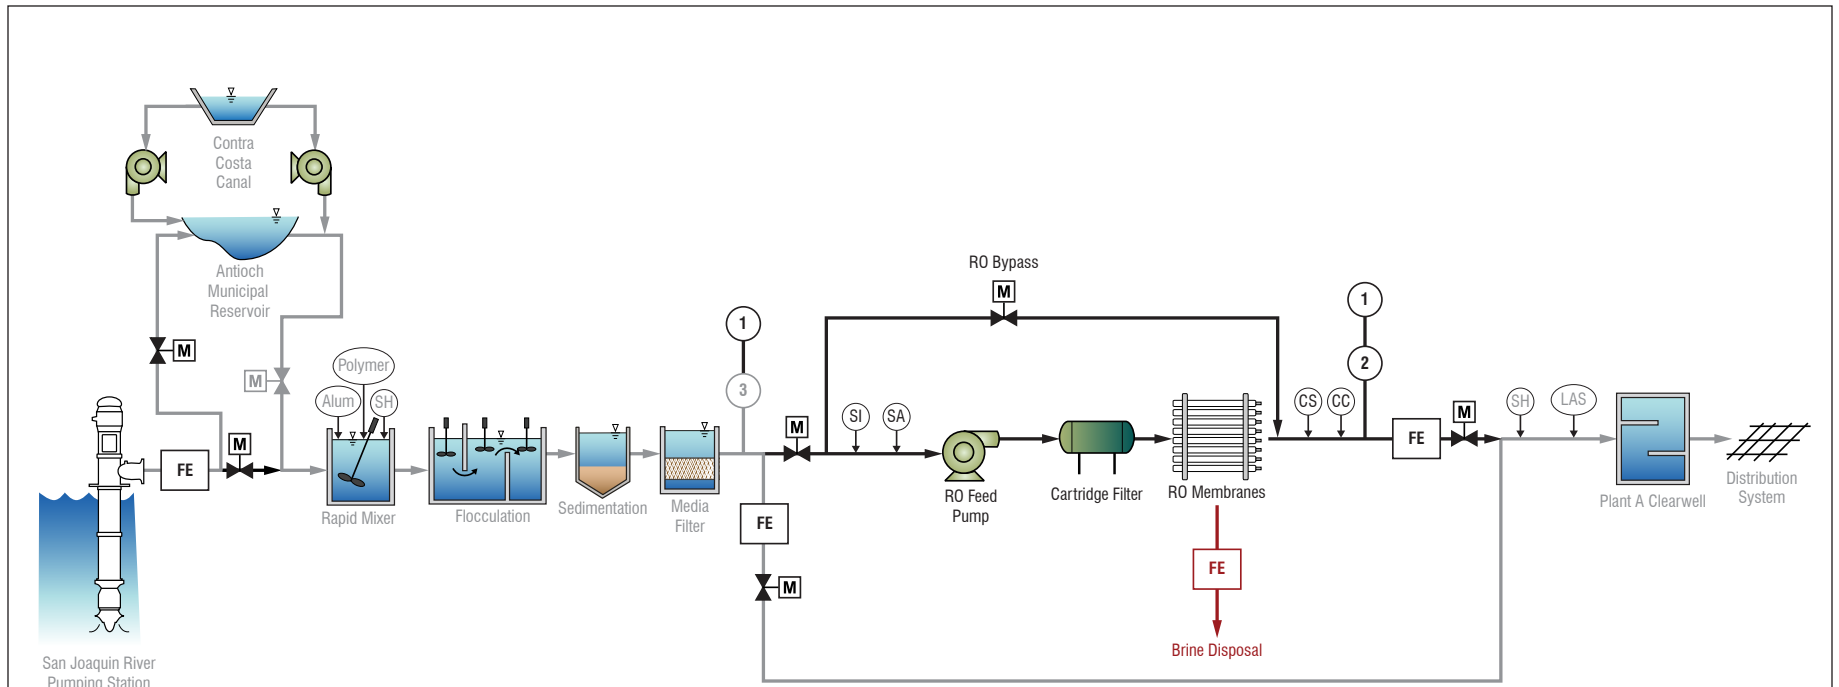 Contra
Costa
Canal
Antioch
Municipal
Reservoir
M
M
M
FE
San Joaquin River
Pumping Station
Polymer
Alum
SH
Rapid Mixer
Flocculation
Sedimentation
Media
Filter
1
3
M
FE
M
RO Bypass
M
SI
SA
RO Feed
Pump
Cartridge Filter
RO Membranes
FE
Brine Disposal
CS
CC
1
2
FE
M
SH
LAS
Plant A Clearwell
Distribution
System